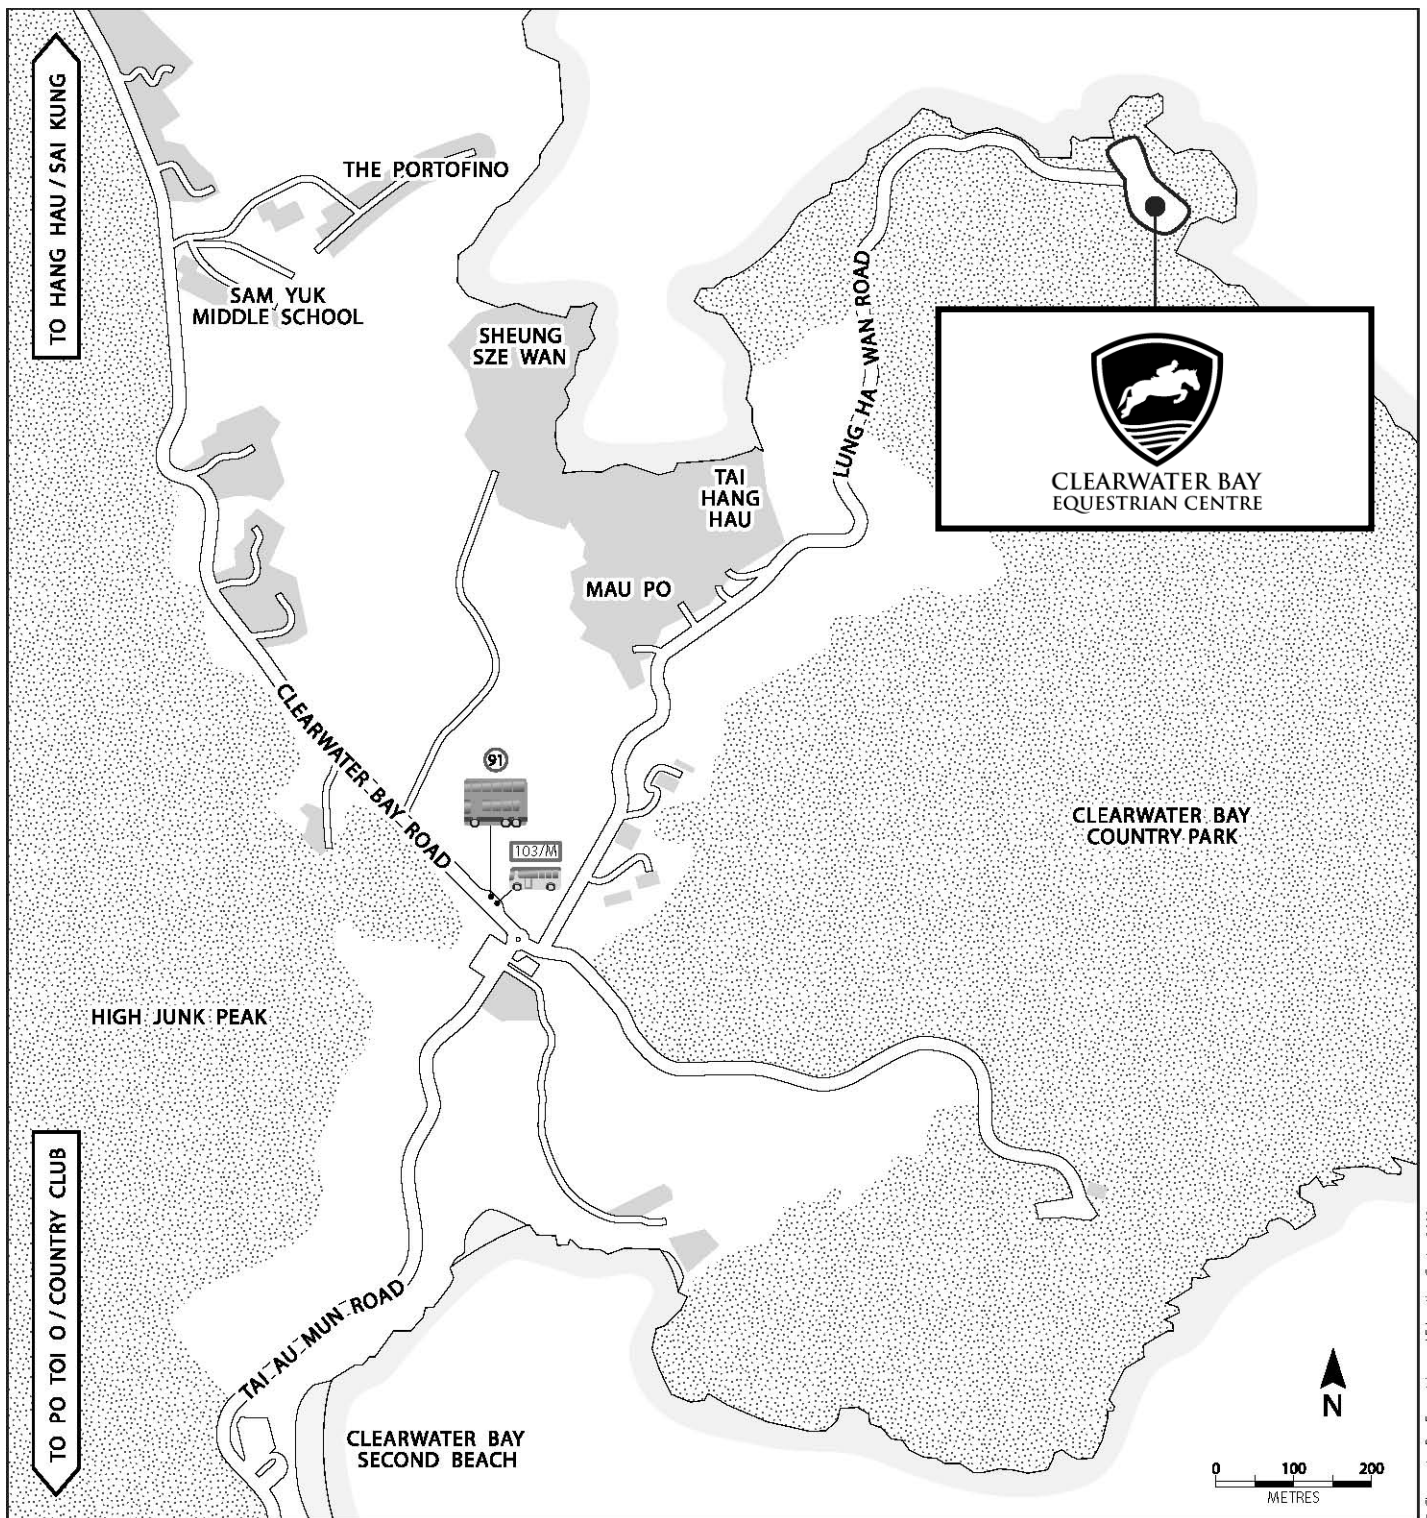 TO HANG HAU / SAI KUNG
THE PORTOFINO
SAM YUK
MIDDLE SCHOOL
SHEUNG
SZE WAN
TAI
HANG
HAU
MAU PO
LUNG HA WAN ROAD
CLEARWATER BAY
EQUESTRIAN CENTRE
CLEARWATER BAY ROAD
91
103/M
CLEARWATER BAY
COUNTRY PARK
HIGH JUNK PEAK
TO PO TOI O / COUNTRY CLUB
TAI AU MUN ROAD
CLEARWATER BAY
SECOND BEACH
N
0 100 200
METRES